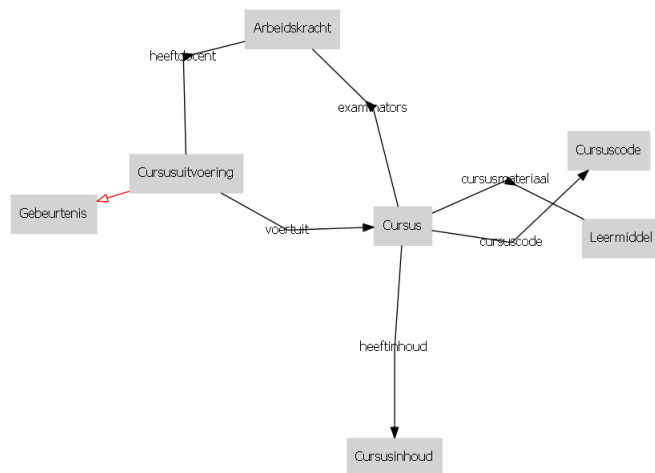 Arbeidskracht
heeftdocent
examinators
Cursuscode
Cursusuitvoering
cursusmateriaal
Gebeurtenis
voertuit
Cursus
cursuscode
Leermiddel
heeftinhoud
Cursusinhoud